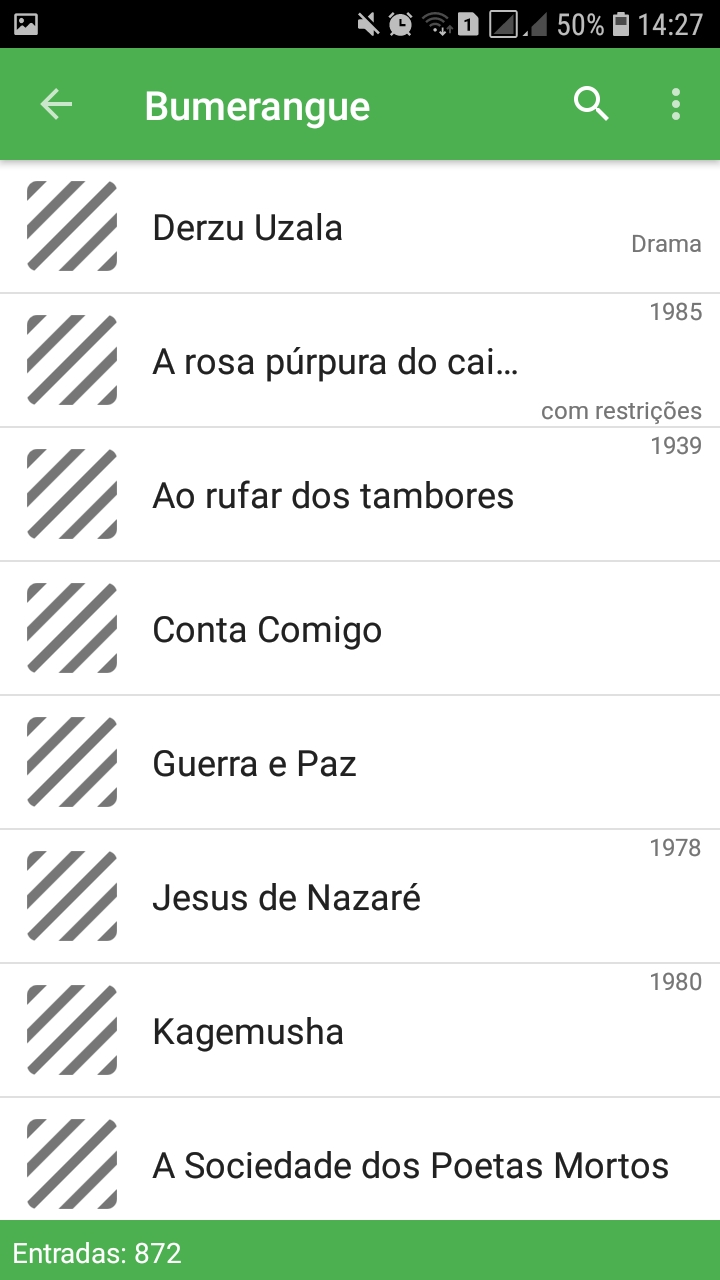 1 50% 14:27
Bumerangue
Derzu Uzala
Drama
1985
A rosa púrpura do cai...
com restrições
1939
Ao rufar dos tambores
Conta Comigo
Guerra e Paz
1978
Jesus de Nazaré
1980
Kagemusha
A Sociedade dos Poetas Mortos
Entradas: 872